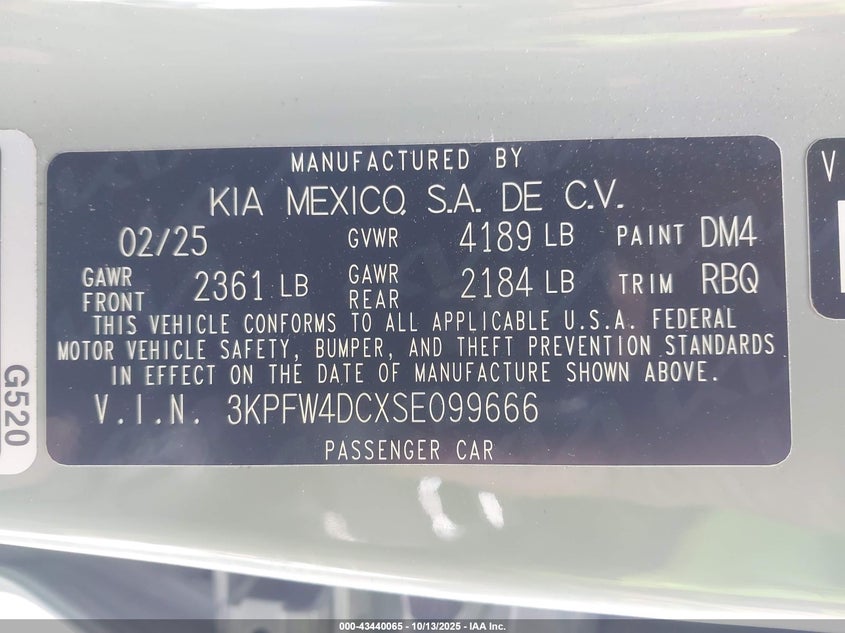 MANUFACTURED BY
KIA MEXICO, S.A. DE C.V.
02/25 GVWR 4189 LB PAINT DM4
GAWR FRONT 2361 LB GAWR REAR 2184 LB TRIM RBQ
THIS VEHICLE CONFORMS TO ALL APPLICABLE U.S.A. FEDERAL
MOTOR VEHICLE SAFETY, BUMPER, AND THEFT PREVENTION STANDARDS
IN EFFECT ON THE DATE OF MANUFACTURE SHOWN ABOVE.
V.I.N. 3KPFW4DCXSE099666
PASSENGER CAR
G520
V
000-43440065 - 10/13/2025 - IAA Inc.